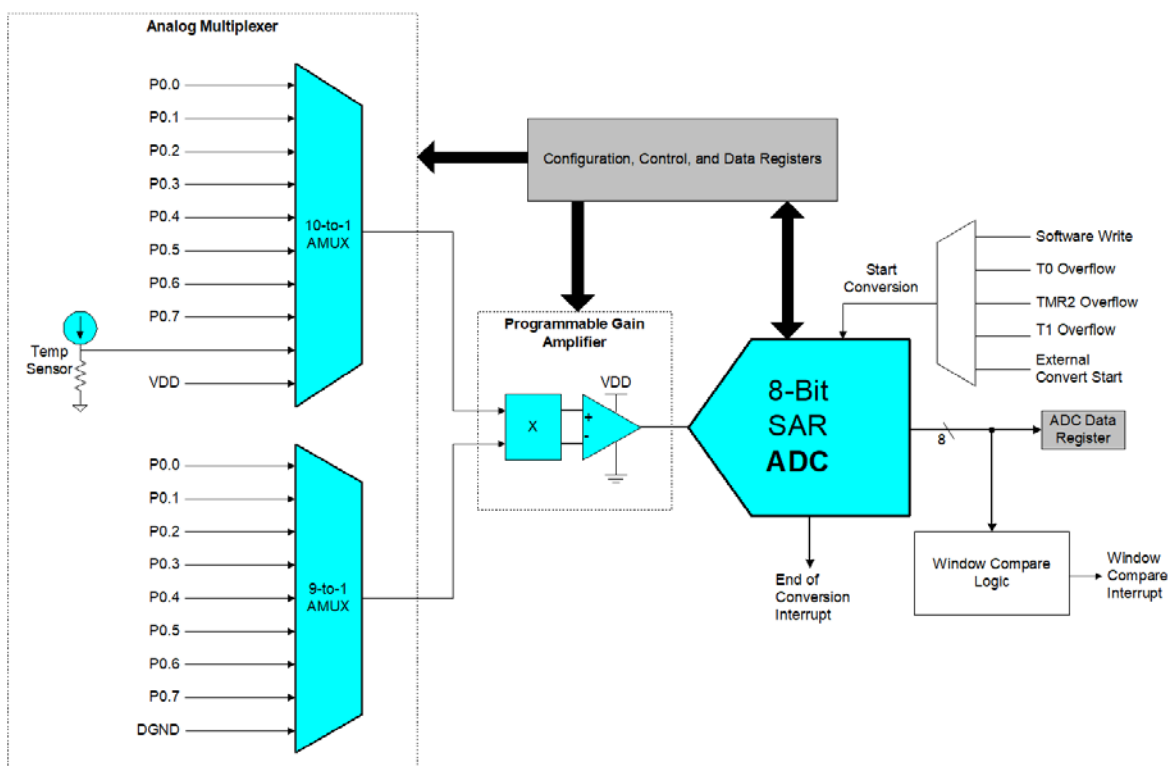 Analog Multiplexer
P0.0
P0.1
P0.2
P0.3
P0.4
P0.5
P0.6
P0.7
Temp
Sensor
VDD
10-to-1
AMUX
P0.0
P0.1
P0.2
P0.3
P0.4
P0.5
P0.6
P0.7
DGND
9-to-1
AMUX
Configuration, Control, and Data Registers
Programmable Gain
Amplifier
VDD
X
+
-
Start
Conversion
Software Write
T0 Overflow
TMR2 Overflow
T1 Overflow
External
Convert Start
8-Bit
SAR
ADC
8
ADC Data
Register
End of
Conversion
Interrupt
Window Compare
Logic
Window
Compare
Interrupt